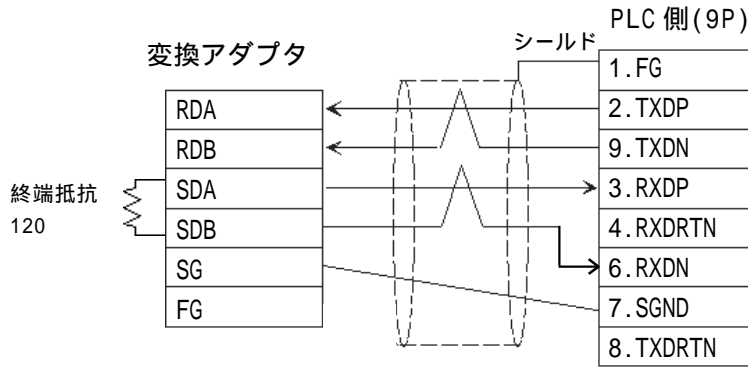 PLC 側(9P)
シールド
変換アダプタ
1.FG
RDA
2.TXDP
RDB
9.TXDN
終端抵抗
120
SDA
3.RXDP
SDB
4.RXDRTN
SG
6.RXDN
FG
7.SGND
8.TXDRTN